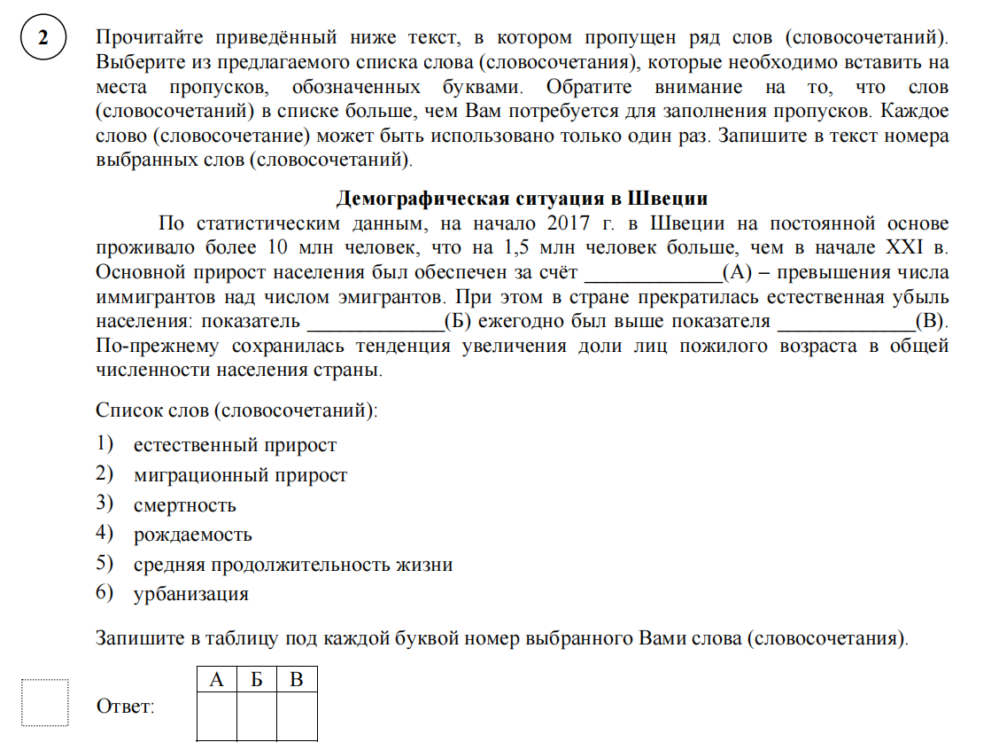 2
Прочитайте приведённый ниже текст, в котором пропущен ряд слов (словосочетаний).
Выберите из предлагаемого списка слова (словосочетания), которые необходимо вставить на
места пропусков, обозначенных буквами. Обратите внимание на то, что слов
(словосочетаний) в списке больше, чем Вам потребуется для заполнения пропусков. Каждое
слово (словосочетание) может быть использовано только один раз. Запишите в текст номера
выбранных слов (словосочетаний).
Демографическая ситуация в Швеции
По статистическим данным, на начало 2017 г. в Швеции на постоянной основе
проживало более 10 млн человек, что на 1,5 млн человек больше, чем в начале XXI в.
Основной прирост населения был обеспечен за счёт _____________(А) – превышения числа
иммигрантов над числом эмигрантов. При этом в стране прекратилась естественная убыль
населения: показатель _____________(Б) ежегодно был выше показателя _____________(В).
По-прежнему сохранилась тенденция увеличения доли лиц пожилого возраста в общей
численности населения страны.
Список слов (словосочетаний):
1) естественный прирост
2) миграционный прирост
3) смертность
4) рождаемость
5) средняя продолжительность жизни
6) урбанизация
Запишите в таблицу под каждой буквой номер выбранного Вами слова (словосочетания).
А Б В
Ответ: